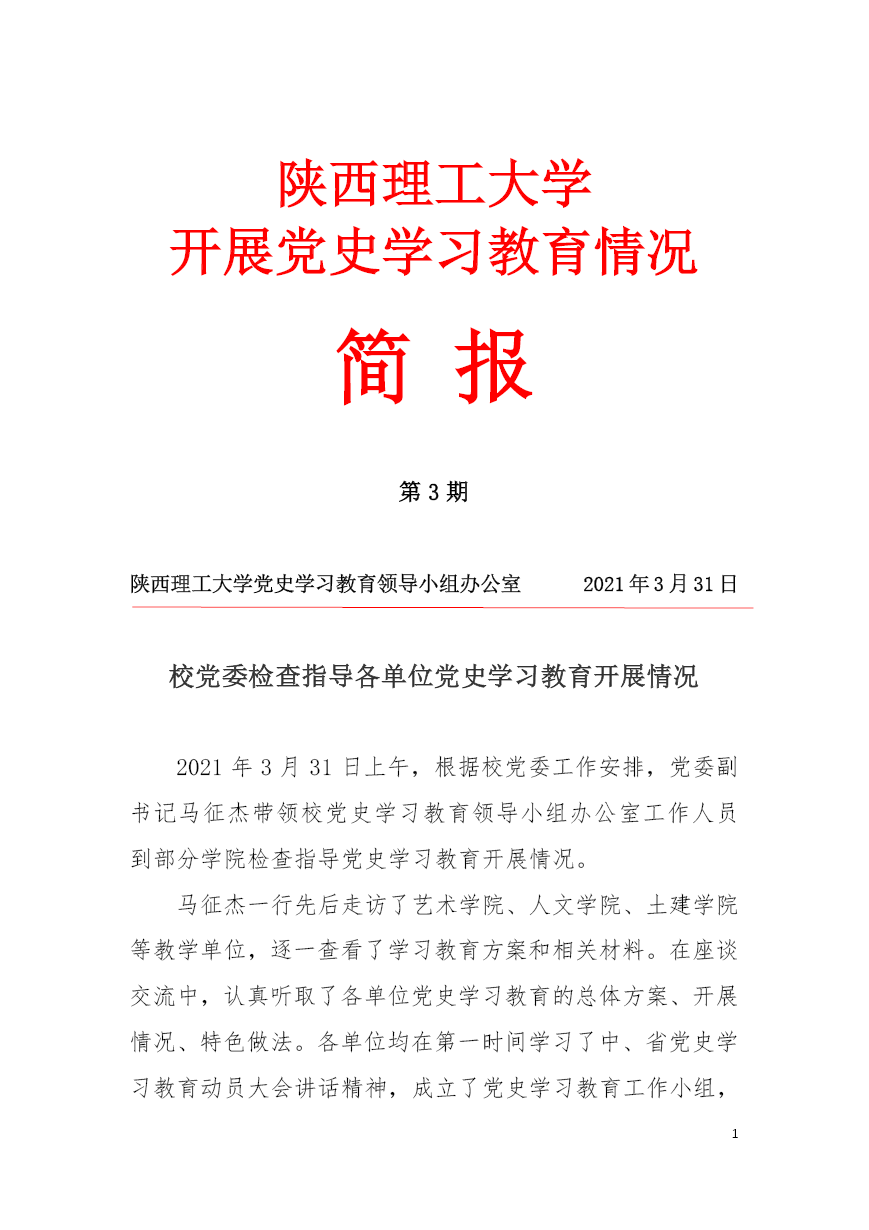 陕西理工大学
开展党史学习教育情况
简 报
第 3 期
陕西理工大学党史学习教育领导小组办公室 2021 年 3 月 31 日
校党委检查指导各单位党史学习教育开展情况
2021 年 3 月 31 日上午，根据校党委工作安排，党委副
书记马征杰带领校党史学习教育领导小组办公室工作人员
到部分学院检查指导党史学习教育开展情况。
马征杰一行先后走访了艺术学院、人文学院、土建学院
等教学单位，逐一查看了学习教育方案和相关材料。在座谈
交流中，认真听取了各单位党史学习教育的总体方案、开展
情况、特色做法。各单位均在第一时间学习了中、省党史学
习教育动员大会讲话精神，成立了党史学习教育工作小组，
1